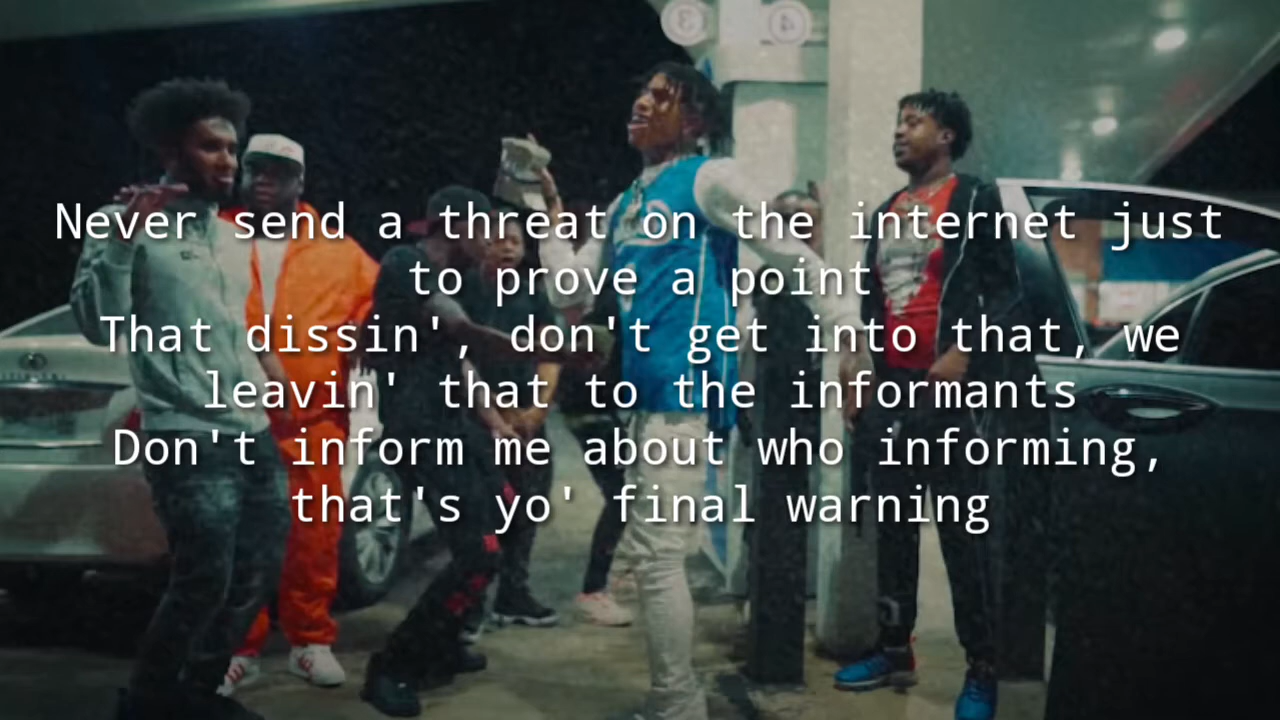 Never send a threat on the internet just
to prove a point
That dissin', don't get into that, we
leavin' that to the informants
Don't inform me about who informing,
that's yo' final warning